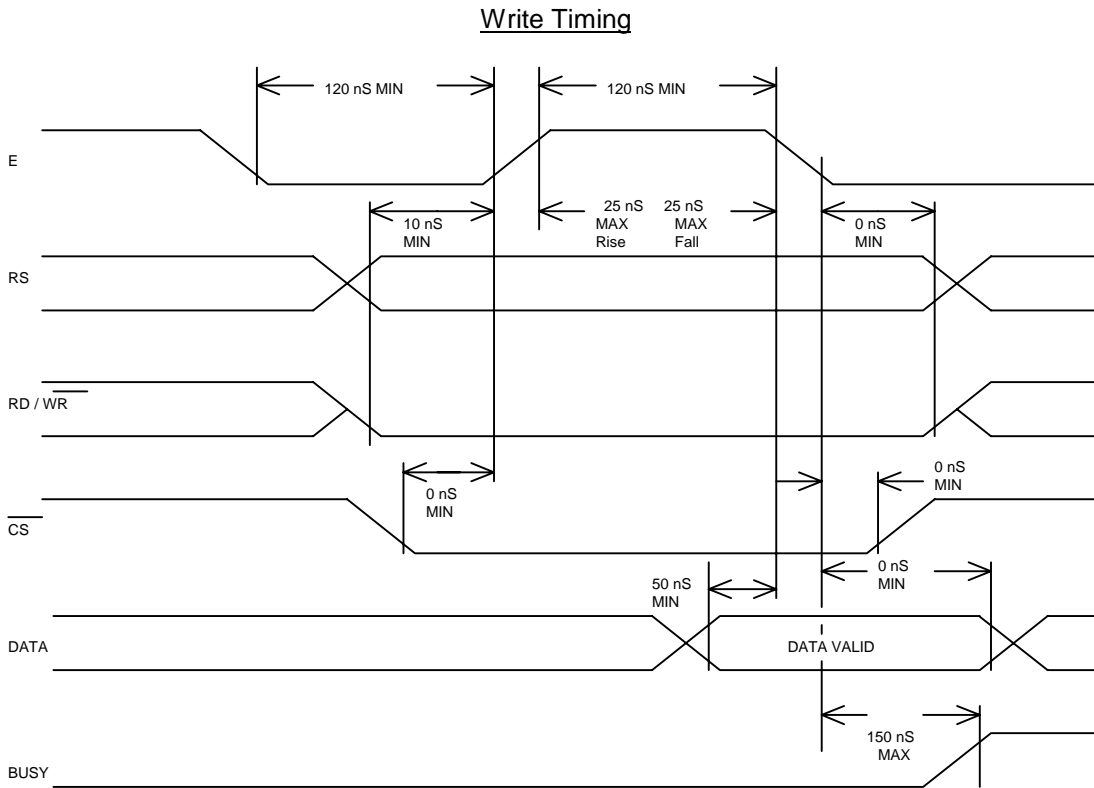 Write Timing
120 nS MIN
120 nS MIN
E
10 nS
MIN
25 nS
MAX
Rise
25 nS
MAX
Fall
0 nS
MIN
RS
RD / WR
0 nS
MIN
0 nS
MIN
CS
50 nS
MIN
0 nS
MIN
DATA
DATA VALID
150 nS
MAX
BUSY